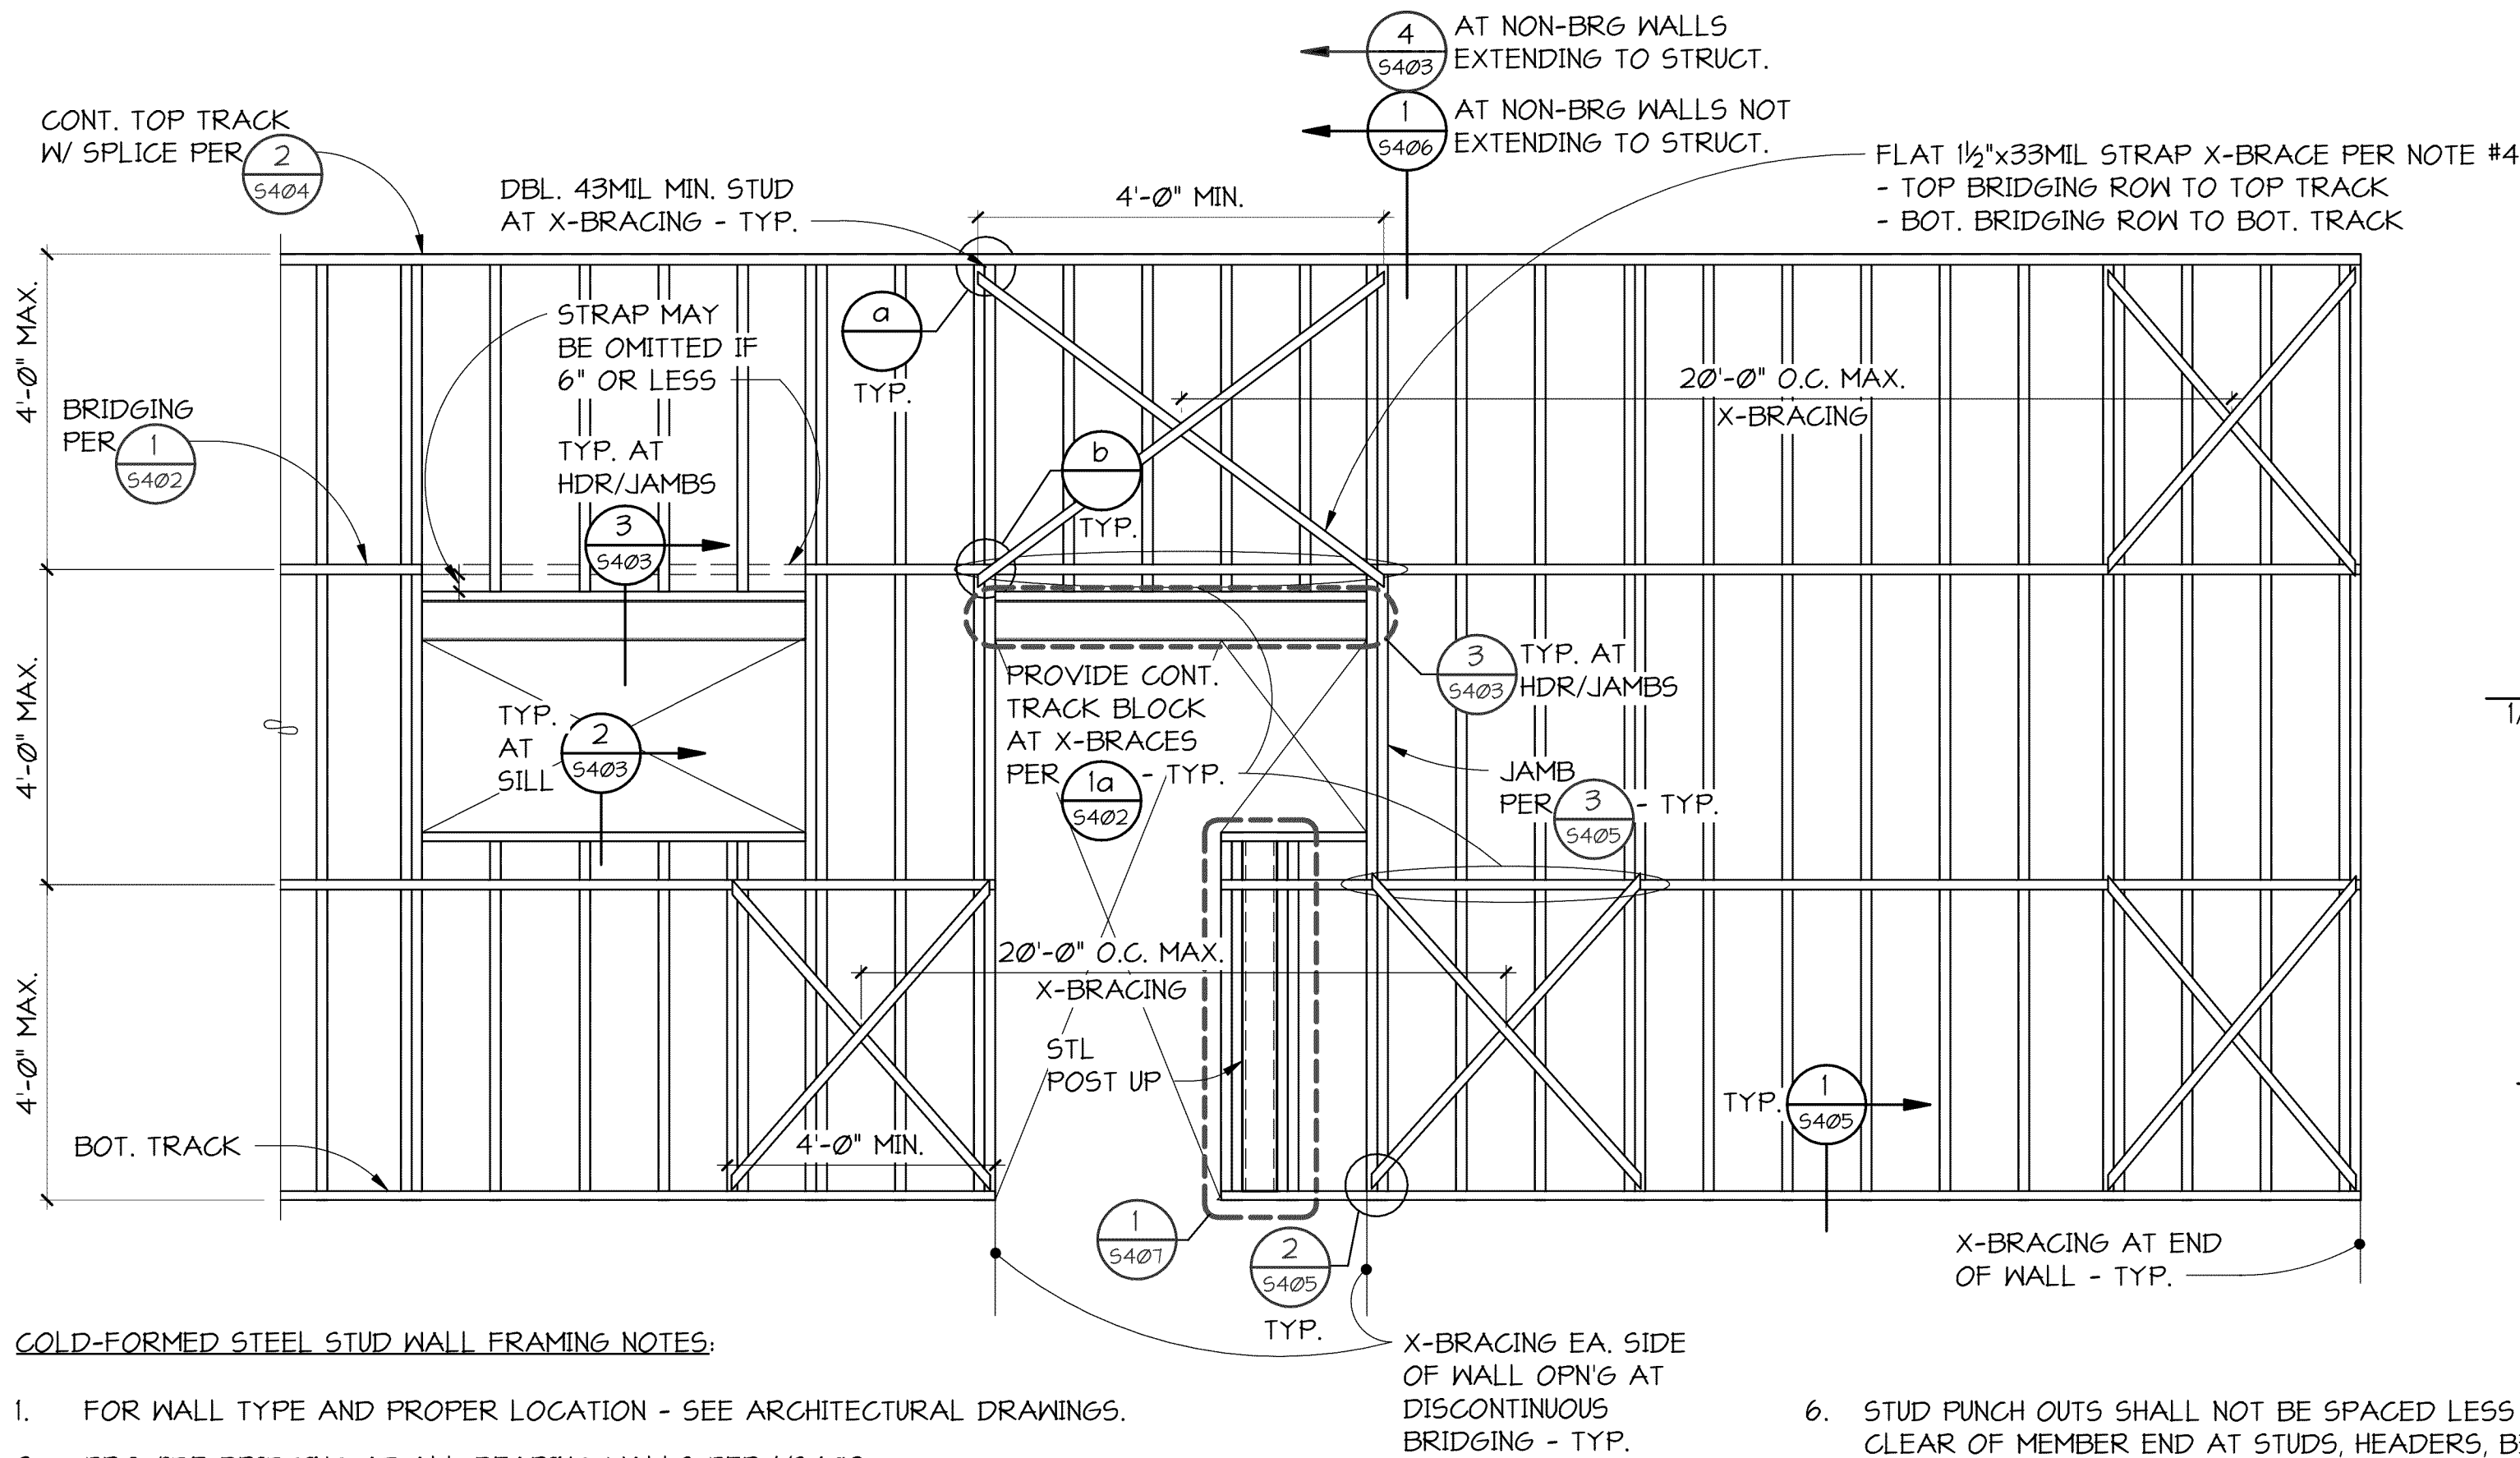 4
S403
AT NON-BRG WALLS
EXTENDING TO STRUCT.
1
S406
AT NON-BRG WALLS NOT
EXTENDING TO STRUCT.
CONT. TOP TRACK
W/ SPLICE PER
2
S404
DBL. 43MIL MIN. STUD
AT X-BRACING - TYP.
4'-0" MIN.
FLAT 1½"x33MIL STRAP X-BRACE PER NOTE #4
- TOP BRIDGING ROW TO TOP TRACK
- BOT. BRIDGING ROW TO BOT. TRACK
4'-0" MAX.
STRAP MAY
BE OMITTED IF
6" OR LESS
a
TYP.
20'-0" O.C. MAX.
X-BRACING
BRIDGING
PER
1
S402
TYP. AT
HDR/JAMBS
3
S403
b
TYP.
4'-0" MAX.
TYP.
AT
SILL
2
S403
PROVIDE CONT.
TRACK BLOCK
AT X-BRACES
PER
1a
S402
- TYP.
3
S403
TYP. AT
HDR/JAMBS
JAMB
PER
3
S405
- TYP.
1/
4'-0" MAX.
20'-0" O.C. MAX.
X-BRACING
STL
POST UP
TYP.
1
S405
BOT. TRACK
4'-0" MIN.
1
S407
2
S405
TYP.
X-BRACING AT END
OF WALL - TYP.
X-BRACING EA. SIDE
OF WALL OPN'G AT
DISCONTINUOUS
BRIDGING - TYP.
COLD-FORMED STEEL STUD WALL FRAMING NOTES:
1. FOR WALL TYPE AND PROPER LOCATION - SEE ARCHITECTURAL DRAWINGS.
6. STUD PUNCH OUTS SHALL NOT BE SPACED LESS
CLEAR OF MEMBER END AT STUDS, HEADERS,